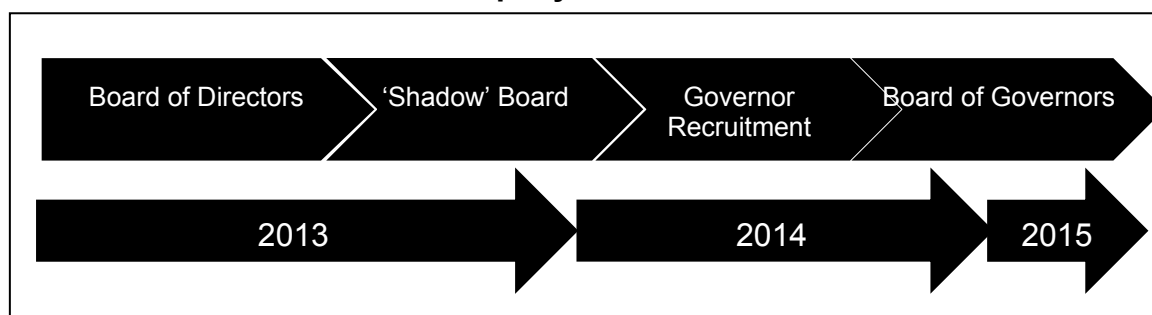 Board of Directors
‘Shadow’ Board
Governor
Recruitment
Board of Governors
2013
2014
2015